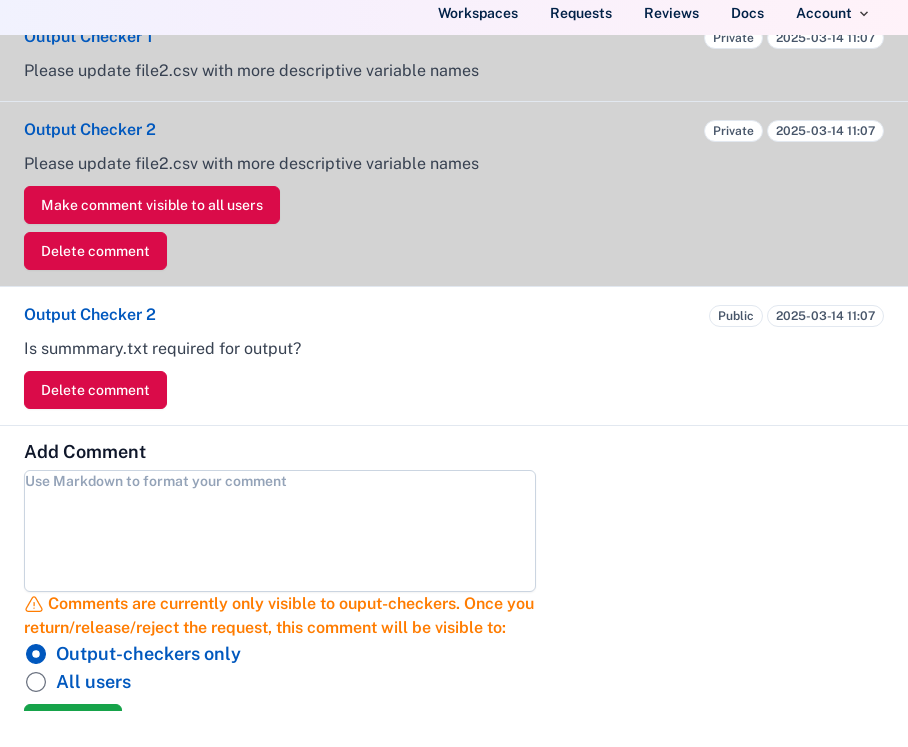 Workspaces Requests Reviews Docs Account
Output Checker 1 Private 2025-03-14 11:07
Please update file2.csv with more descriptive variable names
Output Checker 2 Private 2025-03-14 11:07
Please update file2.csv with more descriptive variable names
Make comment visible to all users
Delete comment
Output Checker 2 Public 2025-03-14 11:07
Is summmary.txt required for output?
Delete comment
Add Comment
Use Markdown to format your comment
Comments are currently only visible to ouput-checkers. Once you
return/release/reject the request, this comment will be visible to:
Output-checkers only
All users